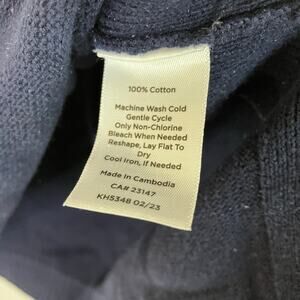 100% Cotton
Machine Wash Cold
Gentle Cycle
Only Non-Chlorine
Bleach When Needed
Reshape, Lay Flat To
Dry
Cool Iron, If Needed
Made In Cambodia
CA# 23147
KH5348 02/23